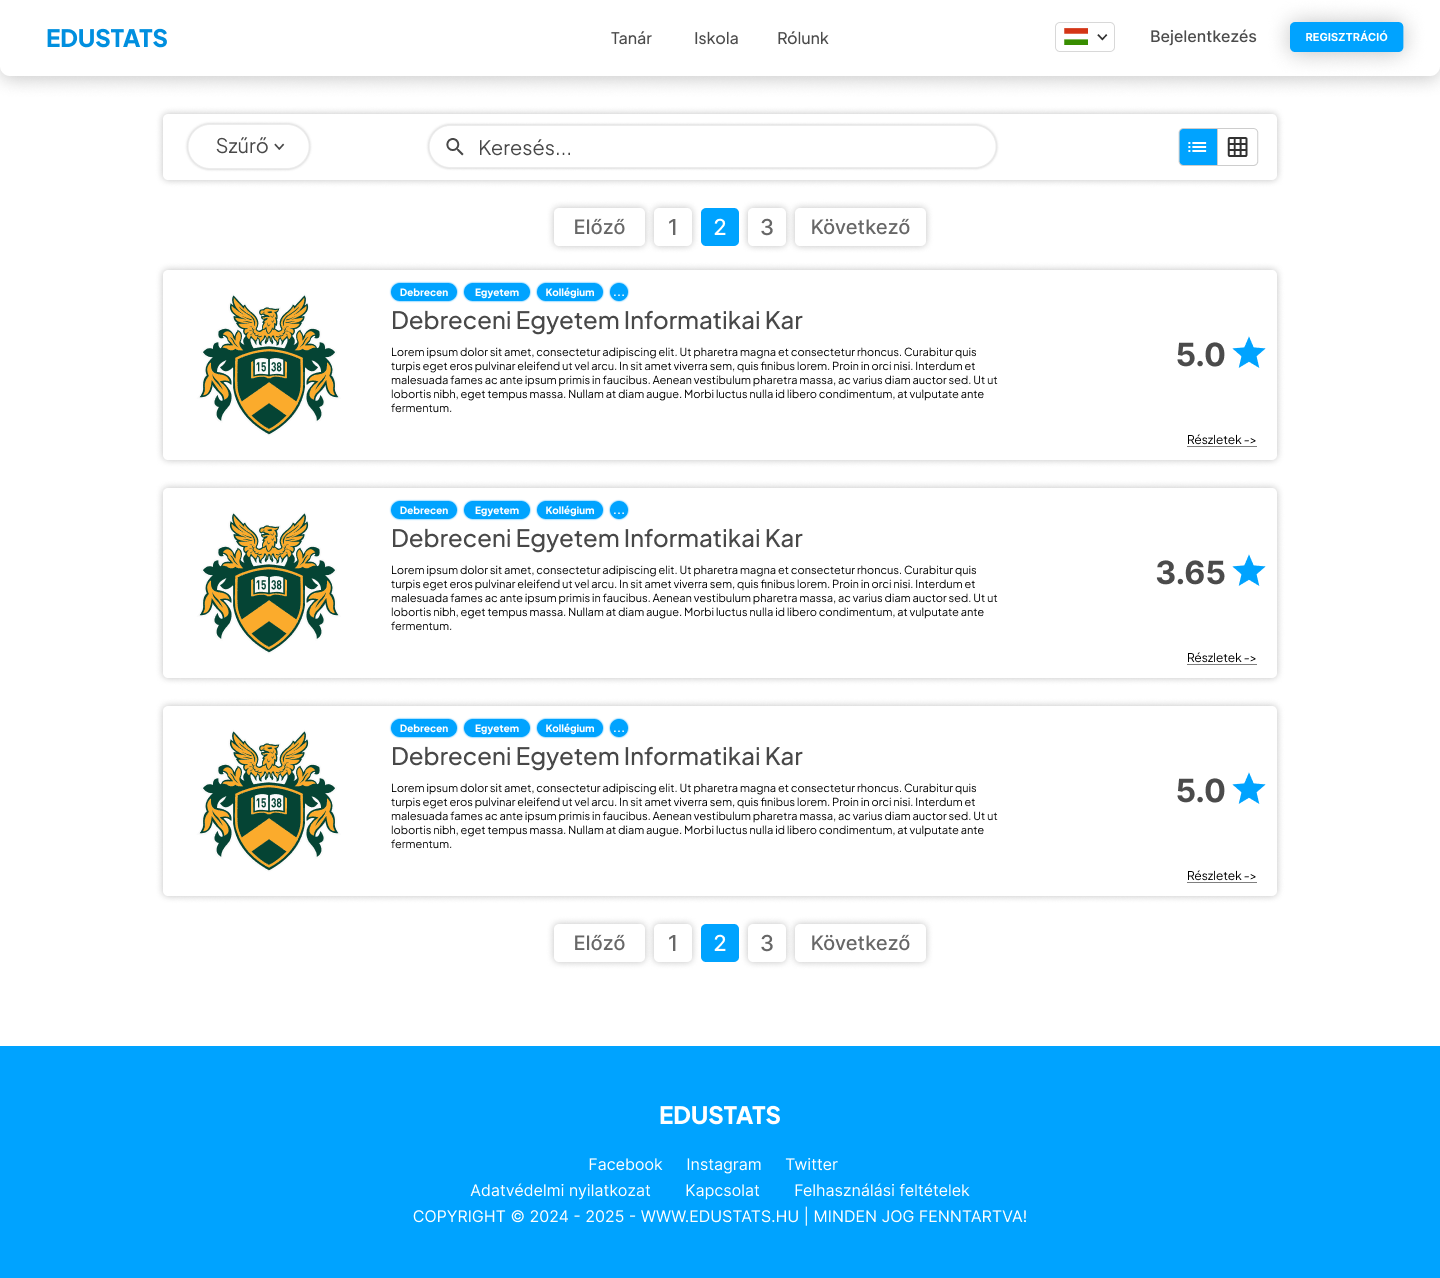 EDUSTATS
Tanár Iskola Rólunk
Bejelentkezés
REGISZTRÁCIÓ
Szűrő
Keresés...
Előző 1 2 3 Következő
Debrecen Egyetem Kollégium ...
Debreceni Egyetem Informatikai Kar
15 38
Lorem ipsum dolor sit amet, consectetur adipiscing elit. Ut pharetra magna et consectetur rhoncus. Curabitur quis
turpis eget eros pulvinar eleifend ut vel arcu. In sit amet viverra sem, quis finibus lorem. Proin in orci nisi. Interdum et
malesuada fames ac ante ipsum primis in faucibus. Aenean vestibulum pharetra massa, ac varius diam auctor sed. Ut ut
lobortis nibh, eget tempus massa. Nullam at diam augue. Morbi luctus nulla id libero condimentum, at vulputate ante
fermentum.
5.0
Részletek ->
Debrecen Egyetem Kollégium ...
Debreceni Egyetem Informatikai Kar
15 38
Lorem ipsum dolor sit amet, consectetur adipiscing elit. Ut pharetra magna et consectetur rhoncus. Curabitur quis
turpis eget eros pulvinar eleifend ut vel arcu. In sit amet viverra sem, quis finibus lorem. Proin in orci nisi. Interdum et
malesuada fames ac ante ipsum primis in faucibus. Aenean vestibulum pharetra massa, ac varius diam auctor sed. Ut ut
lobortis nibh, eget tempus massa. Nullam at diam augue. Morbi luctus nulla id libero condimentum, at vulputate ante
fermentum.
3.65
Részletek ->
Debrecen Egyetem Kollégium ...
Debreceni Egyetem Informatikai Kar
15 38
Lorem ipsum dolor sit amet, consectetur adipiscing elit. Ut pharetra magna et consectetur rhoncus. Curabitur quis
turpis eget eros pulvinar eleifend ut vel arcu. In sit amet viverra sem, quis finibus lorem. Proin in orci nisi. Interdum et
malesuada fames ac ante ipsum primis in faucibus. Aenean vestibulum pharetra massa, ac varius diam auctor sed. Ut ut
lobortis nibh, eget tempus massa. Nullam at diam augue. Morbi luctus nulla id libero condimentum, at vulputate ante
fermentum.
5.0
Részletek ->
Előző 1 2 3 Következő
EDUSTATS
Facebook Instagram Twitter
Adatvédelmi nyilatkozat Kapcsolat Felhasználási feltételek
COPYRIGHT © 2024 - 2025 - WWW.EDUSTATS.HU | MINDEN JOG FENNTARTVA!